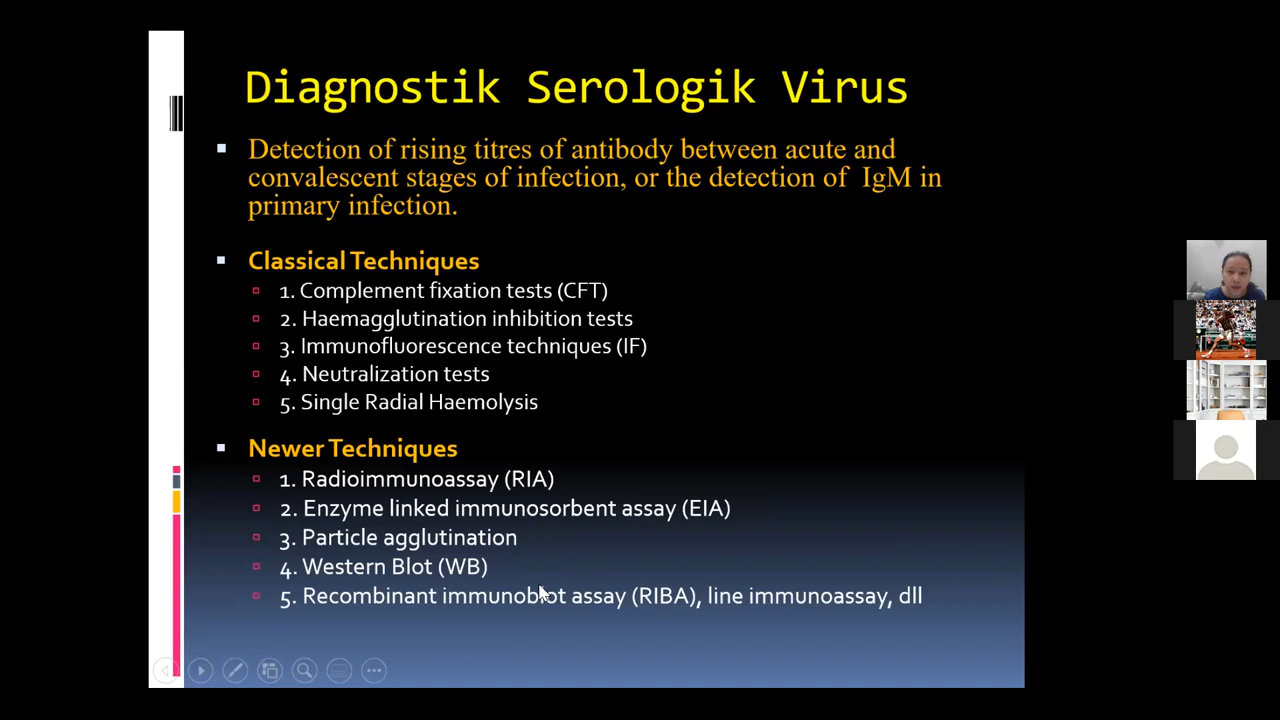 Diagnostik Serologik Virus
Detection of rising titres of antibody between acute and
convalescent stages of infection, or the detection of IgM in
primary infection.
Classical Techniques
1. Complement fixation tests (CFT)
2. Haemagglutination inhibition tests
3. Immunofluorescence techniques (IF)
4. Neutralization tests
5. Single Radial Haemolysis
Newer Techniques
1. Radioimmunoassay (RIA)
2. Enzyme linked immunosorbent assay (EIA)
3. Particle agglutination
4. Western Blot (WB)
5. Recombinant immunoblot assay (RIBA), line immunoassay, dll